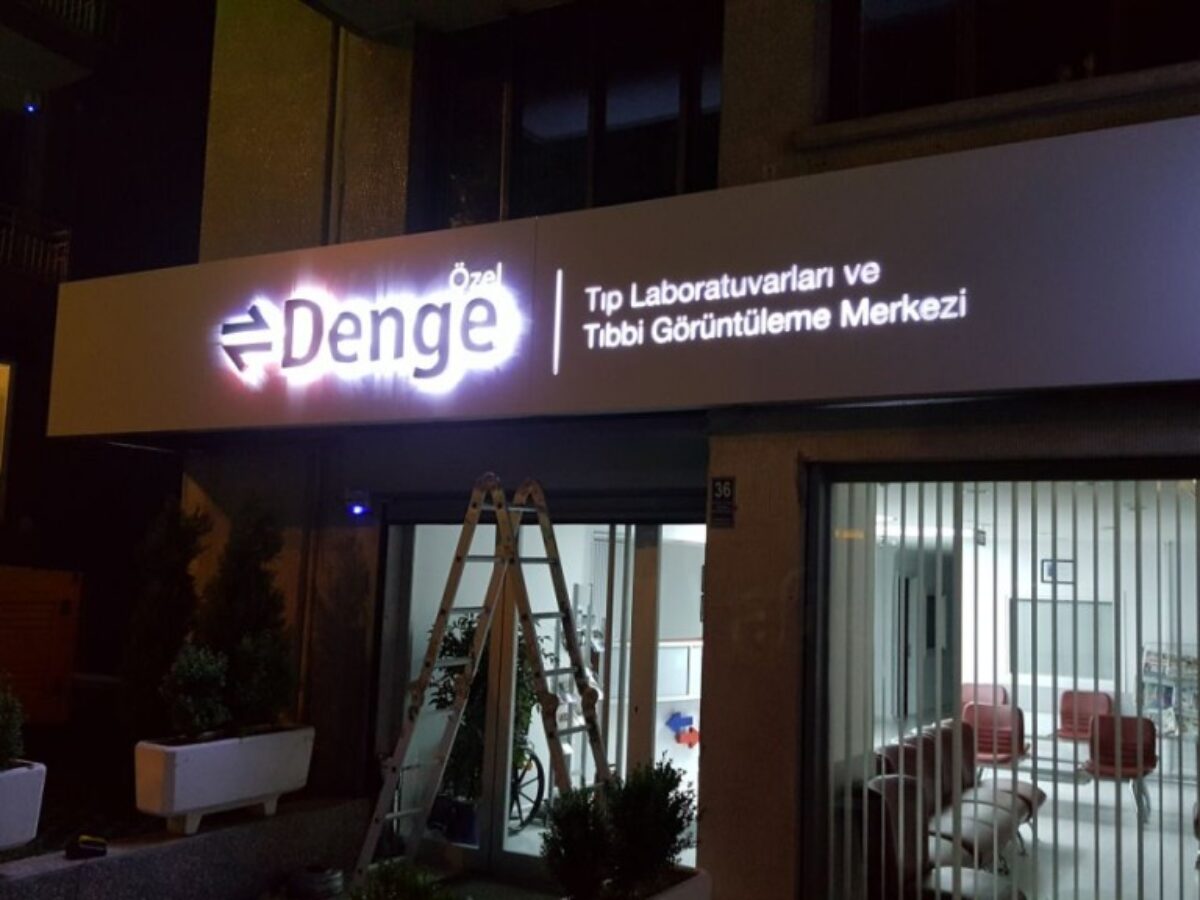 Özel
Denge
Tıp Laboratuvarları ve
Tıbbi Görüntüleme Merkezi
36